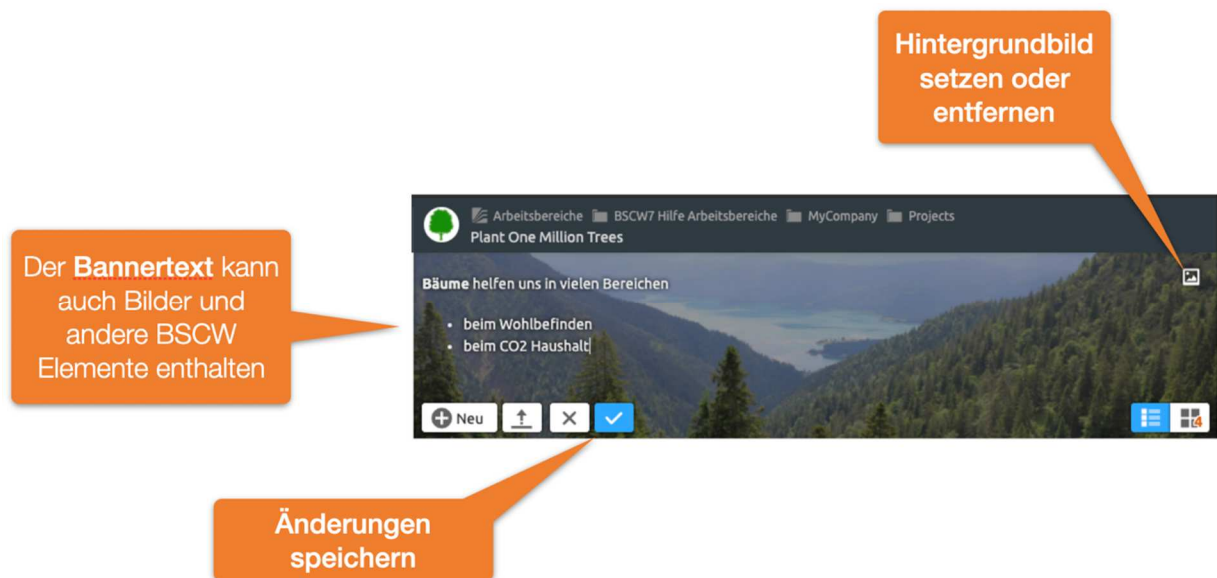 Hintergrundbild
setzen oder
entfernen
Arbeitsbereiche BSCW7 Hilfe Arbeitsbereiche MyCompany Projects
Plant One Million Trees
Der Bannertext kann
auch Bilder und
andere BSCW
Elemente enthalten
Bäume helfen uns in vielen Bereichen
• beim Wohlbefinden
• beim CO2 Haushalt
Neu
4
Änderungen
speichern